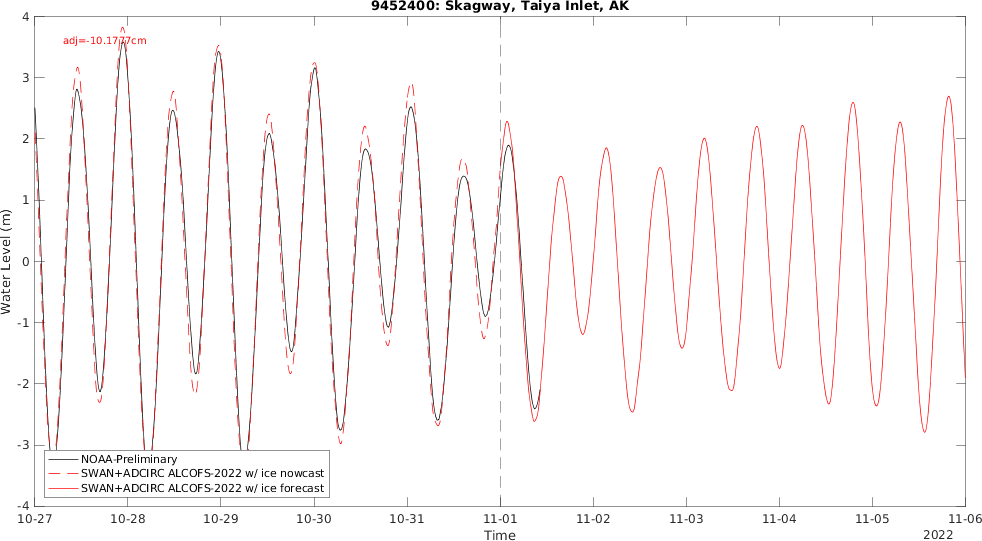 9452400: Skagway, Taiya Inlet, AK
adj=-10.1777cm
4
3
2
1
0
-1
-2
-3
-4
Water Level (m)
NOAA-Preliminary
SWAN+ADCIRC ALCOFS-2022 w/ ice nowcast
SWAN+ADCIRC ALCOFS-2022 w/ ice forecast
10-27 10-28 10-29 10-30 10-31 11-01 11-02 11-03 11-04 11-05 11-06
Time
2022